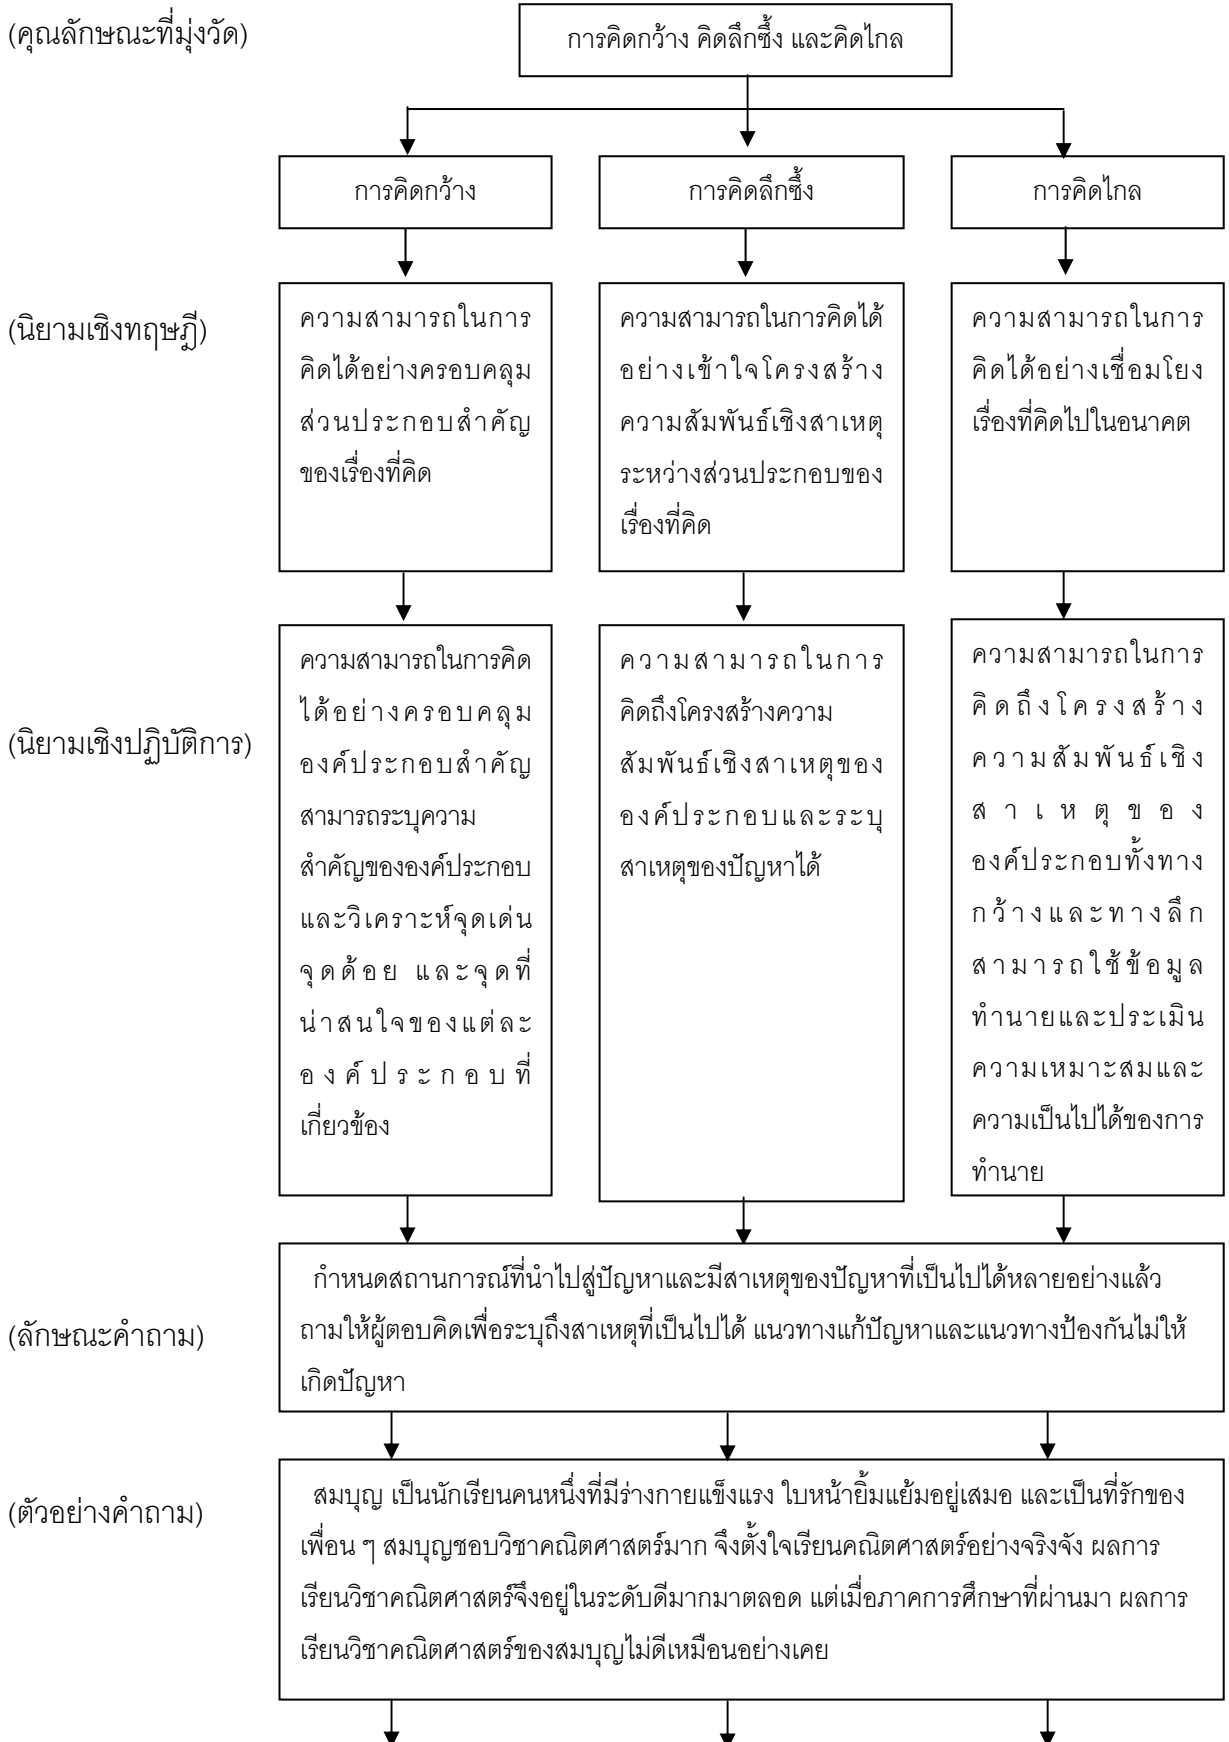 (คุณลักษณะที่มุ่งวัด)
การคิดกว้าง คิดลึกซึ้ง และคิดไกล
การคิดกว้าง
การคิดลึกซึ้ง
การคิดไกล
(นิยามเชิงทฤษฎี)
ความสามารถในการ
คิดได้อย่างครอบคลุม
ส่วนประกอบสำคัญ
ของเรื่องที่คิด
ความสามารถในการคิดได้
อย่างเข้าใจโครงสร้าง
ความสัมพันธ์เชิงสาเหตุ
ระหว่างส่วนประกอบของ
เรื่องที่คิด
ความสามารถในการ
คิดได้อย่างเชื่อมโยง
เรื่องที่คิดไปในอนาคต
(นิยามเชิงปฏิบัติการ)
ความสามารถในการคิด
ได้อย่างครอบคลุม
องค์ประกอบสำคัญ
สามารถระบุความ
สำคัญขององค์ประกอบ
และวิเคราะห์จุดเด่น
จุดด้อย และจุดที่
น่าสนใจของแต่ละ
องค์ประกอบที่
เกี่ยวข้อง
ความสามารถในการ
คิดถึงโครงสร้างความ
สัมพันธ์เชิงสาเหตุของ
องค์ประกอบและระบุ
สาเหตุของปัญหาได้
ความสามารถในการ
คิดถึงโครงสร้าง
ความสัมพันธ์เชิง
สาเหตุของ
องค์ประกอบทั้งทาง
กว้างและทางลึก
สามารถใช้ข้อมูล
ทำนายและประเมิน
ความเหมาะสมและ
ความเป็นไปได้ของการ
ทำนาย
(ลักษณะคำถาม)
กำหนดสถานการณ์ที่นำไปสู่ปัญหาและมีสาเหตุของปัญหาที่เป็นไปได้หลายอย่างแล้ว
ถามให้ผู้ตอบคิดเพื่อระบุถึงสาเหตุที่เป็นไปได้ แนวทางแก้ปัญหาและแนวทางป้องกันไม่ให้
เกิดปัญหา
(ตัวอย่างคำถาม)
สมบุญ เป็นนักเรียนคนหนึ่งที่มีร่างกายแข็งแรง ใบหน้ายิ้มแย้มอยู่เสมอ และเป็นที่รักของ
เพื่อน ๆ สมบุญชอบวิชาคณิตศาสตร์มาก จึงตั้งใจเรียนคณิตศาสตร์อย่างจริงจัง ผลการ
เรียนวิชาคณิตศาสตร์จึงอยู่ในระดับดีมากมาตลอด แต่เมื่อภาคการศึกษาที่ผ่านมา ผลการ
เรียนวิชาคณิตศาสตร์ของสมบุญไม่ดีเหมือนอย่างเคย